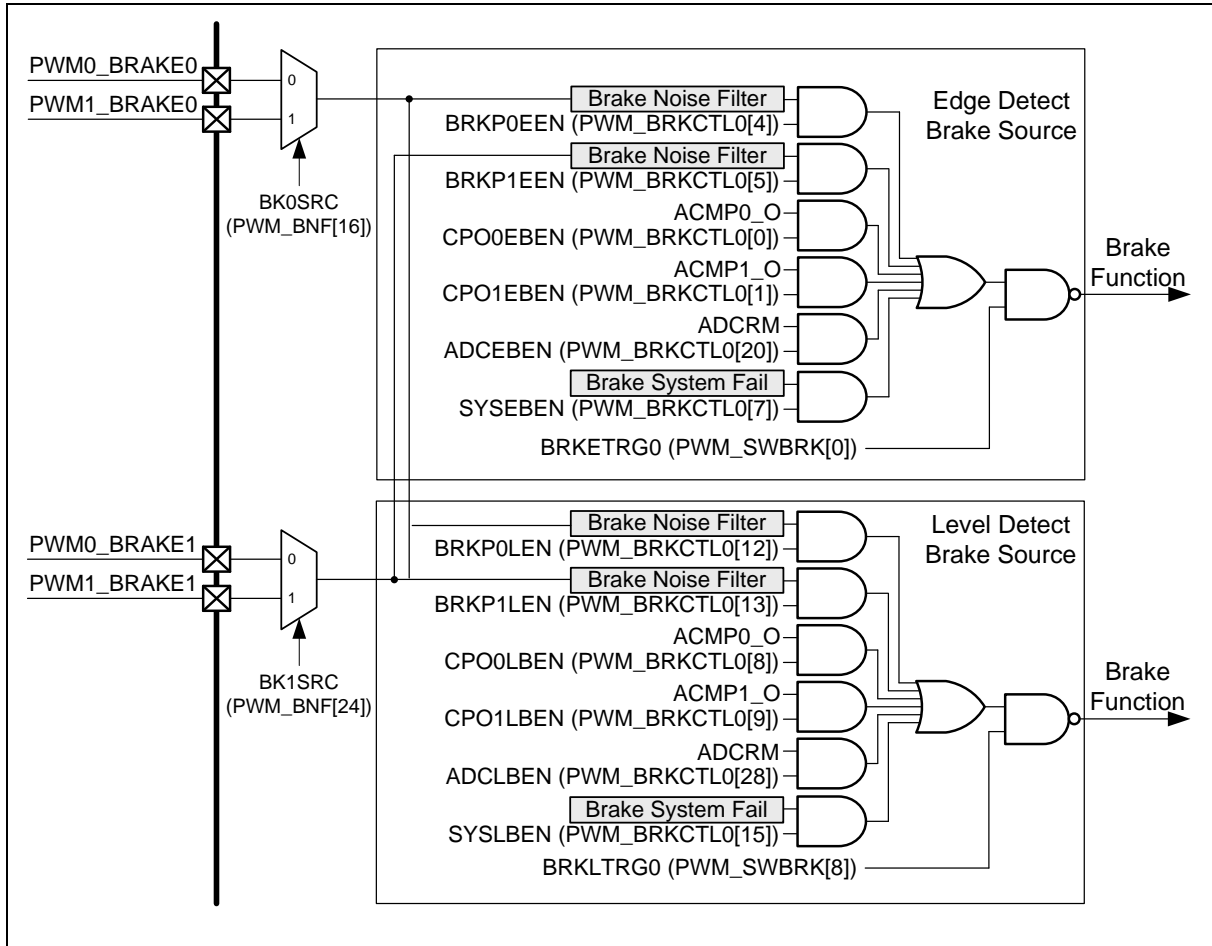 PWM0_BRAKE0
PWM1_BRAKE0
0
1
BK0SRC
(PWM_BNF[16])
Edge Detect
Brake Source
Brake Noise Filter
BRKP0EEN (PWM_BRKCTL0[4])
Brake Noise Filter
BRKP1EEN (PWM_BRKCTL0[5])
ACMP0_O
CPO0EBEN (PWM_BRKCTL0[0])
ACMP1_O
CPO1EBEN (PWM_BRKCTL0[1])
ADCRM
ADCEBEN (PWM_BRKCTL0[20])
Brake System Fail
SYSEBEN (PWM_BRKCTL0[7])
BRKETRG0 (PWM_SWBRK[0])
Brake
Function
PWM0_BRAKE1
PWM1_BRAKE1
0
1
BK1SRC
(PWM_BNF[24])
Level Detect
Brake Source
Brake Noise Filter
BRKP0LEN (PWM_BRKCTL0[12])
Brake Noise Filter
BRKP1LEN (PWM_BRKCTL0[13])
ACMP0_O
CPO0LBEN (PWM_BRKCTL0[8])
ACMP1_O
CPO1LBEN (PWM_BRKCTL0[9])
ADCRM
ADCLBEN (PWM_BRKCTL0[28])
Brake System Fail
SYSLBEN (PWM_BRKCTL0[15])
BRKLTRG0 (PWM_SWBRK[8])
Brake
Function